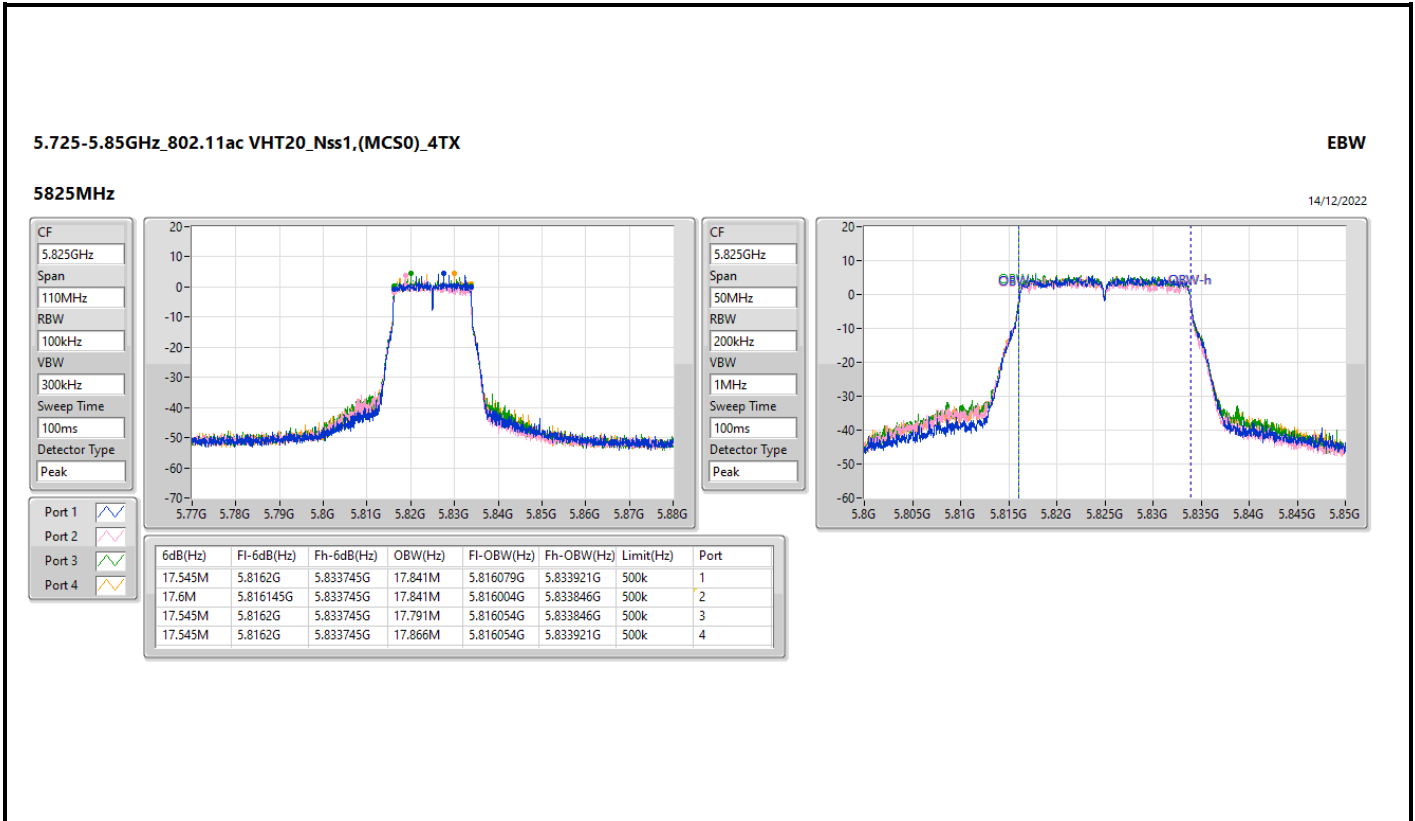 5.725-5.85GHz_802.11ac VHT20_Nss1,(MCS0)_4TX
EBW
5825MHz
14/12/2022
CF
5.825GHz
Span
110MHz
RBW
100kHz
VBW
300kHz
Sweep Time
100ms
Detector Type
Peak
20
10
0
-10
-20
-30
-40
-50
-60
-70
5.77G 5.78G 5.79G 5.8G 5.81G 5.82G 5.83G 5.84G 5.85G 5.86G 5.87G 5.88G
CF
5.825GHz
Span
50MHz
RBW
200kHz
VBW
1MHz
Sweep Time
100ms
Detector Type
Peak
20
10
0
-10
-20
-30
-40
-50
-60
OBW-h
5.8G 5.805G 5.81G 5.815G 5.82G 5.825G 5.83G 5.835G 5.84G 5.845G 5.85G
Port 1
Port 2
Port 3
Port 4
6dB(Hz) Fl-6dB(Hz) Fh-6dB(Hz) OBW(Hz) Fl-OBW(Hz) Fh-OBW(Hz) Limit(Hz) Port
17.545M 5.8162G 5.833745G 17.841M 5.816079G 5.833921G 500k 1
17.6M 5.816145G 5.833745G 17.841M 5.816004G 5.833846G 500k 2
17.545M 5.8162G 5.833745G 17.791M 5.816054G 5.833846G 500k 3
17.545M 5.8162G 5.833745G 17.866M 5.816054G 5.833921G 500k 4